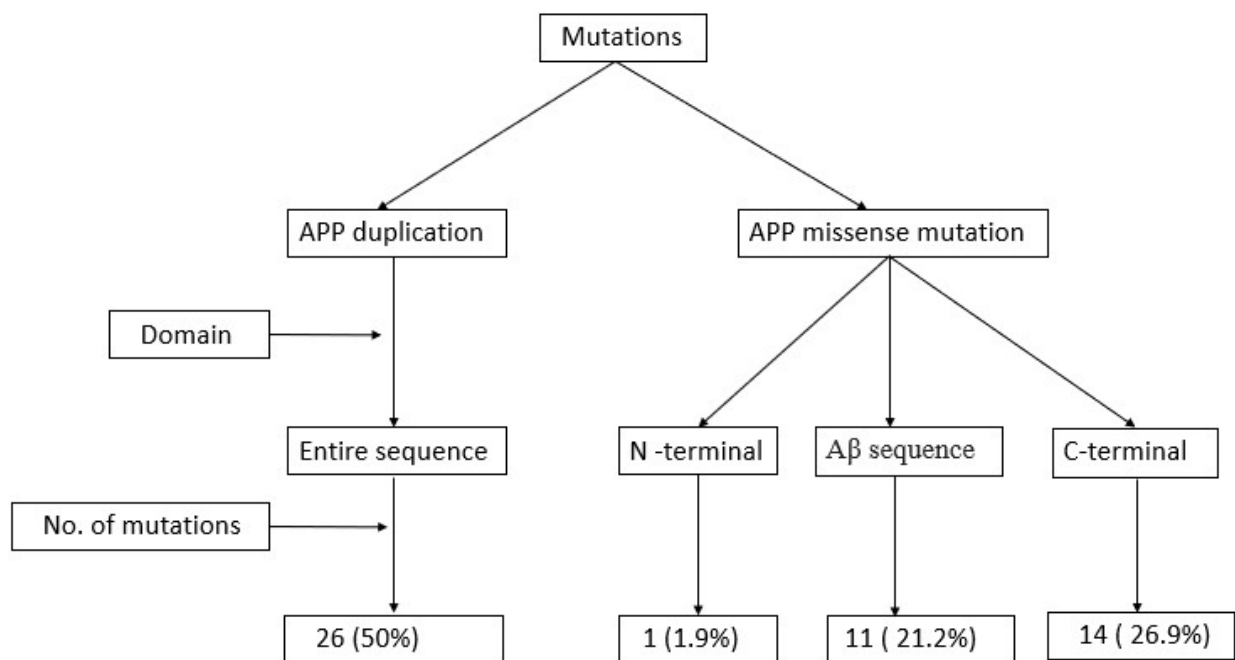 Mutations
APP duplication
APP missense mutation
Domain
Entire sequence
N -terminal
Aβ sequence
C-terminal
No. of mutations
26 (50%)
1 (1.9%)
11 ( 21.2%)
14 ( 26.9%)